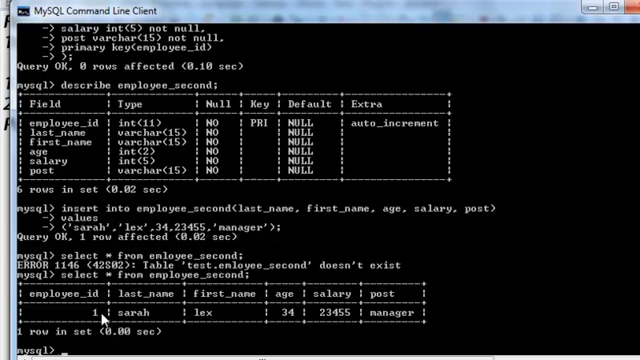 MySQL Command Line Client
-> salary int(5) not null,
-> post varchar(15) not null,
-> primary key(employee_id)
-> );
Query OK, 0 rows affected (0.10 sec)
mysql> describe employee_second;
| Field | Type | Null | Key | Default | Extra |
| employee_id | int(11) | NO | PRI | NULL | auto_increment |
| last_name | varchar(15) | NO | | NULL | |
| first_name | varchar(15) | NO | | NULL | |
| age | int(2) | NO | | NULL | |
| salary | int(5) | NO | | NULL | |
| post | varchar(15) | NO | | NULL | |
6 rows in set (0.02 sec)
mysql> insert into employee_second(last_name, first_name, age, salary, post)
-> values
-> ('sarah','lex',34,23455,'manager');
Query OK, 1 row affected (0.02 sec)
mysql> select * from emloyee_second;
ERROR 1146 (42S02): Table 'test.emloyee_second' doesn't exist
mysql> select * from employee_second;
| employee_id | last_name | first_name | age | salary | post |
| 1 | sarah | lex | 34 | 23455 | manager |
1 row in set (0.00 sec)
mysql> _